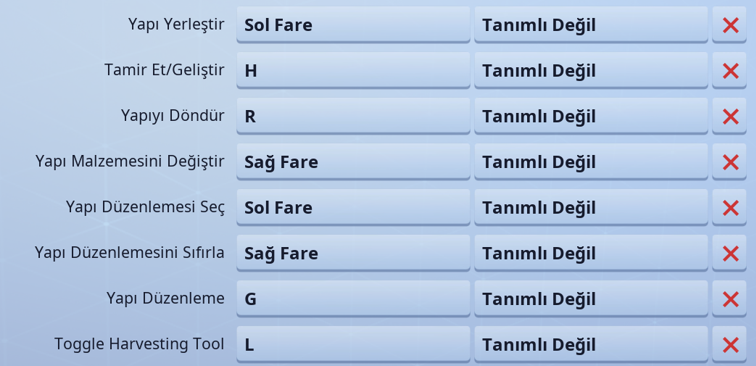 Yapı Yerleştir Sol Fare Tanımlı Değil
Tamir Et/Geliştir H Tanımlı Değil
Yapıyı Döndür R Tanımlı Değil
Yapı Malzemesini Değiştir Sağ Fare Tanımlı Değil
Yapı Düzenlemesi Seç Sol Fare Tanımlı Değil
Yapı Düzenlemesini Sıfırla Sağ Fare Tanımlı Değil
Yapı Düzenleme G Tanımlı Değil
Toggle Harvesting Tool L Tanımlı Değil